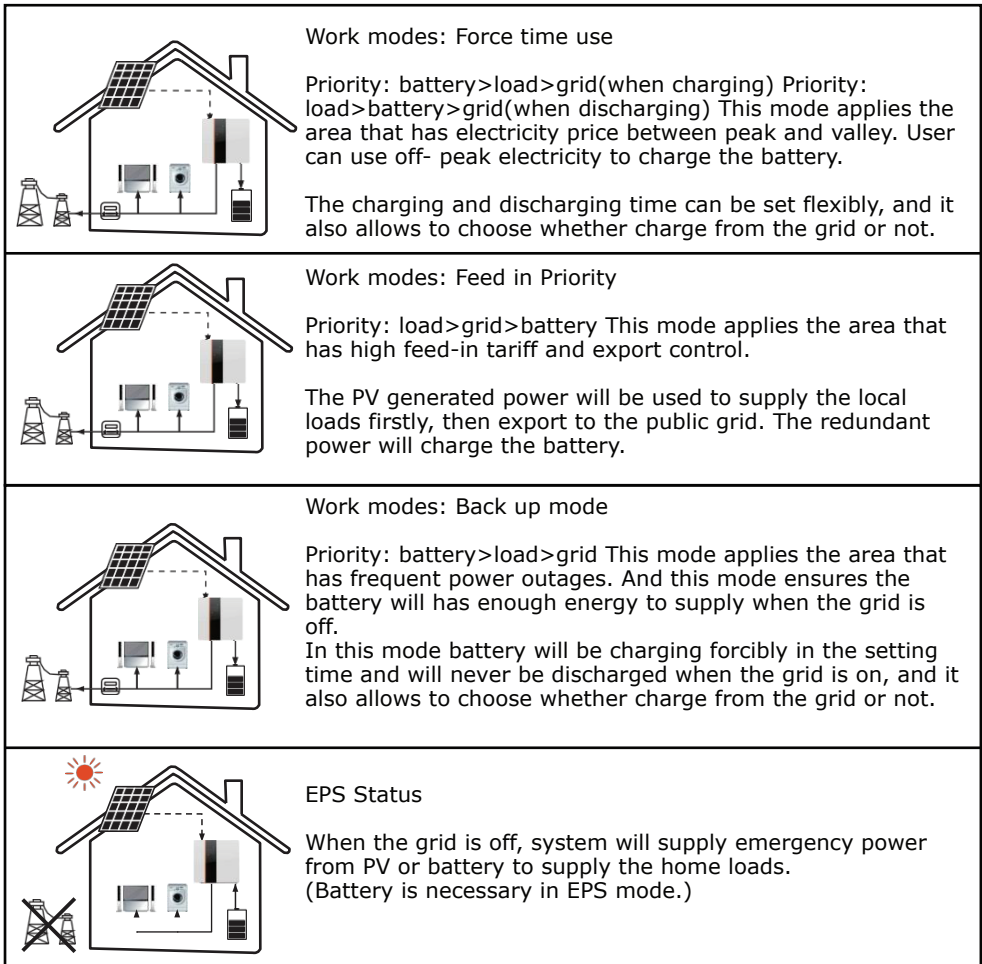 Work modes: Force time use
Priority: battery>load>grid(when charging) Priority:
load>battery>grid(when discharging) This mode applies the
area that has electricity price between peak and valley. User
can use off- peak electricity to charge the battery.
The charging and discharging time can be set flexibly, and it
also allows to choose whether charge from the grid or not.
Work modes: Feed in Priority
Priority: load>grid>battery This mode applies the area that
has high feed-in tariff and export control.
The PV generated power will be used to supply the local
loads firstly, then export to the public grid. The redundant
power will charge the battery.
Work modes: Back up mode
Priority: battery>load>grid This mode applies the area that
has frequent power outages. And this mode ensures the
battery will has enough energy to supply when the grid is
off.
In this mode battery will be charging forcibly in the setting
time and will never be discharged when the grid is on, and it
also allows to choose whether charge from the grid or not.
EPS Status
When the grid is off, system will supply emergency power
from PV or battery to supply the home loads.
(Battery is necessary in EPS mode.)